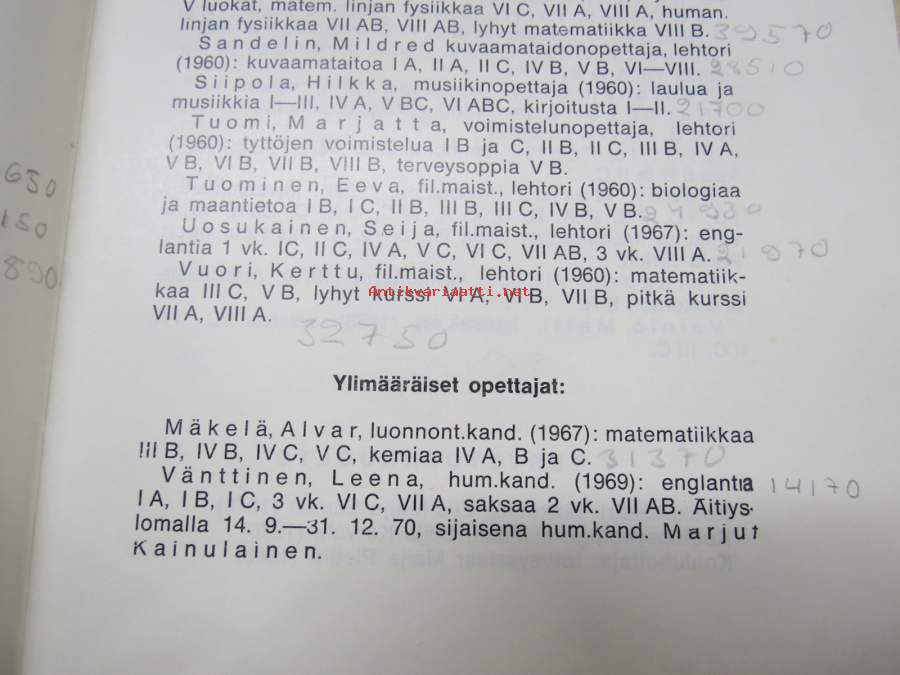 V luokat, matem. linjan fysiikkaa VI C, VII A, VIII A, human.
linjan fysiikkaa VII AB, VIII AB, lyhyt matematiikka VIII B. 39570
Sandelin, Mildred kuvaamataidonopettaja, lehtori
(1960): kuvaamataitoa I A, II A, II C, IV B, V B, VI—VIII. 28510
Siipola, Hilkka, musiikinopettaja (1960): laulua ja
musiikkia I—III, IV A, V BC, VI ABC, kirjoitusta I—II. 21700
Tuomi, Marjatta, voimistelunopettaja, lehtori
(1960): tyttöjen voimistelua I B ja C, II B, II C, III B, IV A,
V B, VI B, VII B, VIII B, terveysoppia V B.
Tuominen, Eeva, fil.maist., lehtori (1960): biologiaa
ja maantietoa I B, I C, II B, III B, III C, IV B, V B.
Uosukainen, Seija, fil.maist., lehtori (1967): eng-
lantia 1 vk. IC, II C, IV A, V C, VI C, VII AB, 3 vk. VIII A.
Vuori, Kerttu, fil.maist., lehtori (1960): matematiik-
kaa III C, V B, lyhyt kurssi VI A, VI B, VII B, pitkä kurssi
Antikvariaatti.net
VII A, VIII A.
32750
Ylimääräiset opettajat:
Mäkelä, Alvar, luonnont.kand. (1967): matematiikkaa
III B, IV B, IV C, V C, kemiaa IV A, B ja C. 31370
Vänttinen, Leena, hum.kand. (1969): englantia 14170
I A, I B, I C, 3 vk. VI C, VII A, saksaa 2 vk. VII AB. Äitiys-
lomalla 14. 9.—31. 12. 70, sijaisena hum.kand. Marjut
Kainulainen.
650
150
890